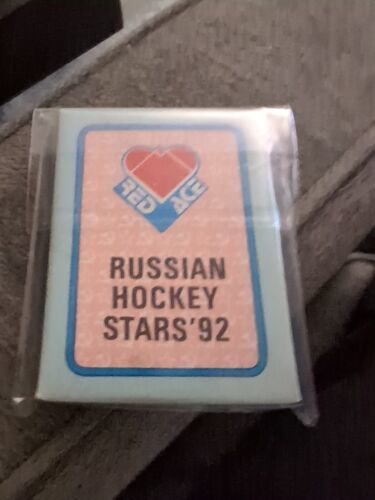 RED ACE
RUSSIAN
HOCKEY
STARS'92